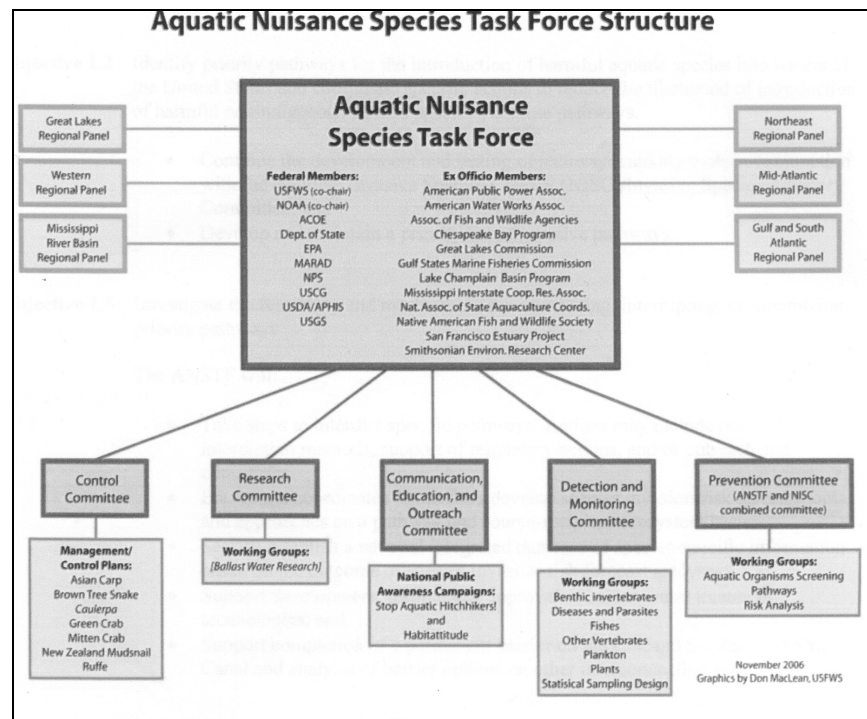 Aquatic Nuisance Species Task Force Structure
Aquatic Nuisance
Species Task Force
Federal Members:
USFWS (co-chair)
NOAA (co-chair)
ACOE
Dept. of State
EPA
MARAD
NPS
USCG
USDA/APHIS
USGS
Ex Officio Members:
American Public Power Assoc.
American Water Works Assoc.
Assoc. of Fish and Wildlife Agencies
Chesapeake Bay Program
Great Lakes Commission
Gulf States Marine Fisheries Commission
Lake Champlain Basin Program
Mississippi Interstate Coop. Res. Assoc.
Nat. Assoc. of State Aquaculture Coords.
Native American Fish and Wildlife Society
San Francisco Estuary Project
Smithsonian Environ. Research Center
Great Lakes
Regional Panel
Western
Regional Panel
Mississippi
River Basin
Regional Panel
Northeast
Regional Panel
Mid-Atlantic
Regional Panel
Gulf and South
Atlantic
Regional Panel
Control
Committee
Management/
Control Plans:
Asian Carp
Brown Tree Snake
Caulerpa
Green Crab
Mitten Crab
New Zealand Mudsnail
Ruffe
Research
Committee
Working Groups:
[Ballast Water Research]
Communication,
Education, and
Outreach
Committee
National Public
Awareness Campaigns:
Stop Aquatic Hitchhikers!
and
Habitattitude
Detection and
Monitoring
Committee
Working Groups:
Benthic invertebrates
Diseases and Parasites
Fishes
Other Vertebrates
Plankton
Plants
Statisical Sampling Design
Prevention Committee
(ANSTF and NISC
combined committee)
Working Groups:
Aquatic Organisms Screening
Pathways
Risk Analysis
November 2006
Graphics by Don MacLean, USFWS